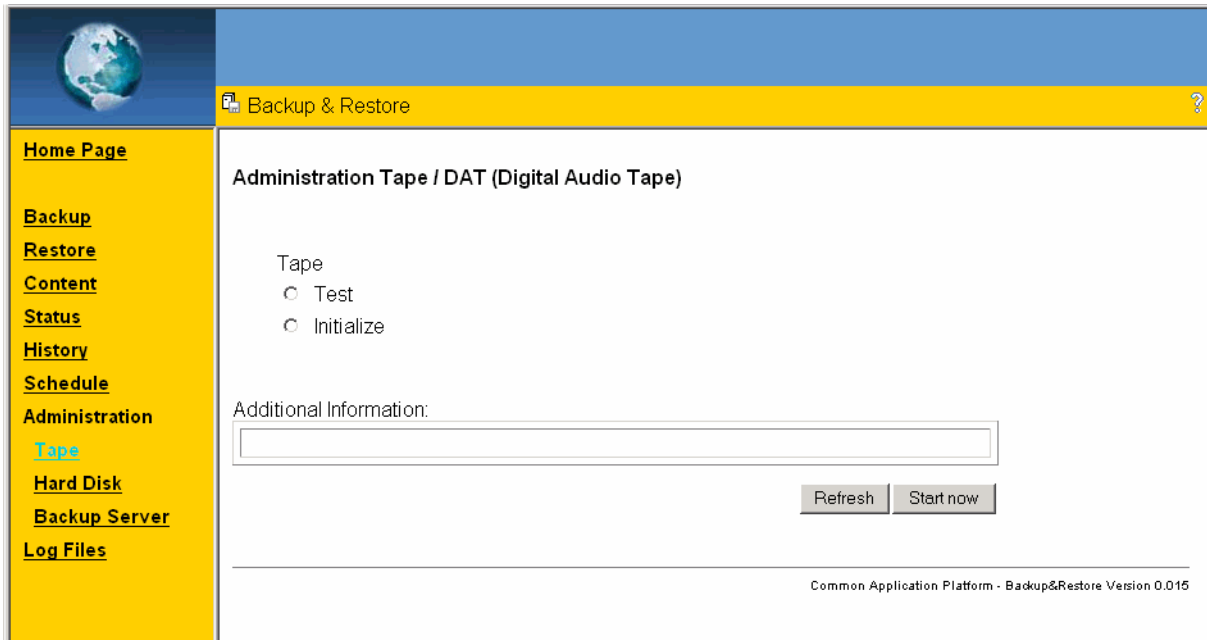 Backup & Restore
?
Home Page
Backup
Restore
Content
Status
History
Schedule
Administration
Tape
Hard Disk
Backup Server
Log Files
Administration Tape / DAT (Digital Audio Tape)
Tape
Test
Initialize
Additional Information:
Refresh
Start now
Common Application Platform - Backup&Restore Version 0.015